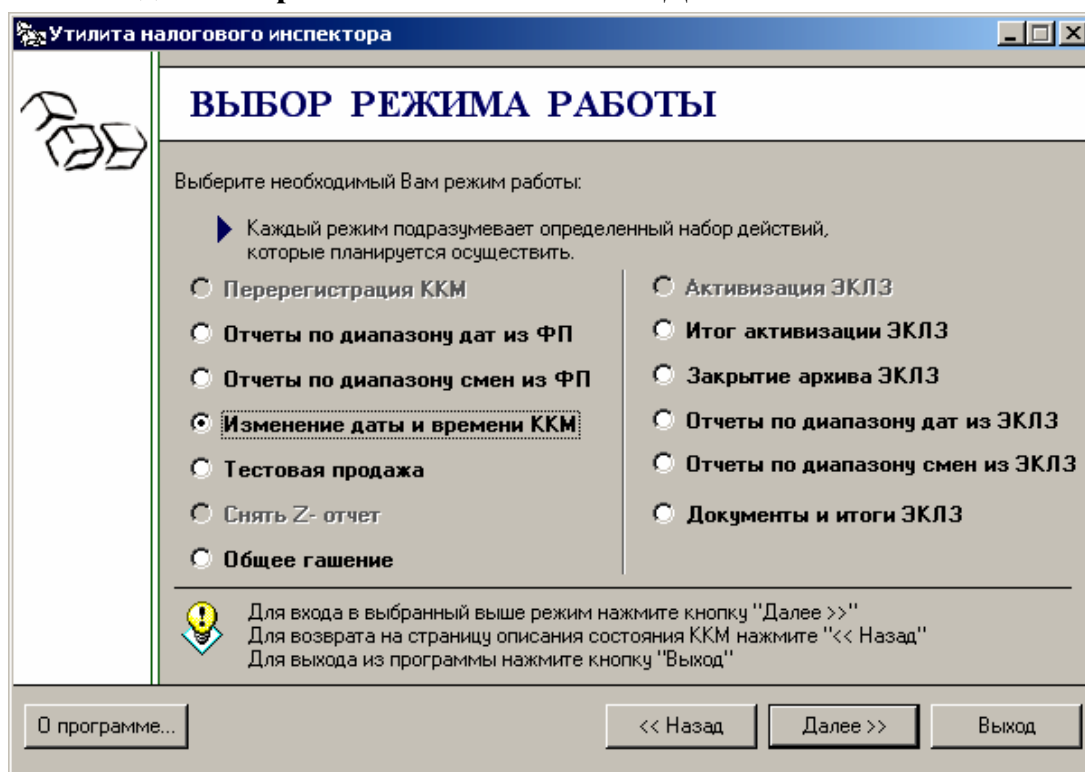 Утилита налогового инспектора
ВЫБОР РЕЖИМА РАБОТЫ
Выберите необходимый Вам режим работы:
Каждый режим подразумевает определенный набор действий,
которые планируется осуществить.
Перерегистрация ККМ
Отчеты по диапазону дат из ФП
Отчеты по диапазону смен из ФП
Изменение даты и времени ККМ
Тестовая продажа
Снять Z- отчет
Общее гашение
Активизация ЭКЛЗ
Итог активизации ЭКЛЗ
Закрытие архива ЭКЛЗ
Отчеты по диапазону дат из ЭКЛЗ
Отчеты по диапазону смен из ЭКЛЗ
Документы и итоги ЭКЛЗ
Для входа в выбранный выше режим нажмите кнопку "Далее >>"
Для возврата на страницу описания состояния ККМ нажмите "<< Назад"
Для выхода из программы нажмите кнопку "Выход"
О программе...
<< Назад
Далее >>
Выход